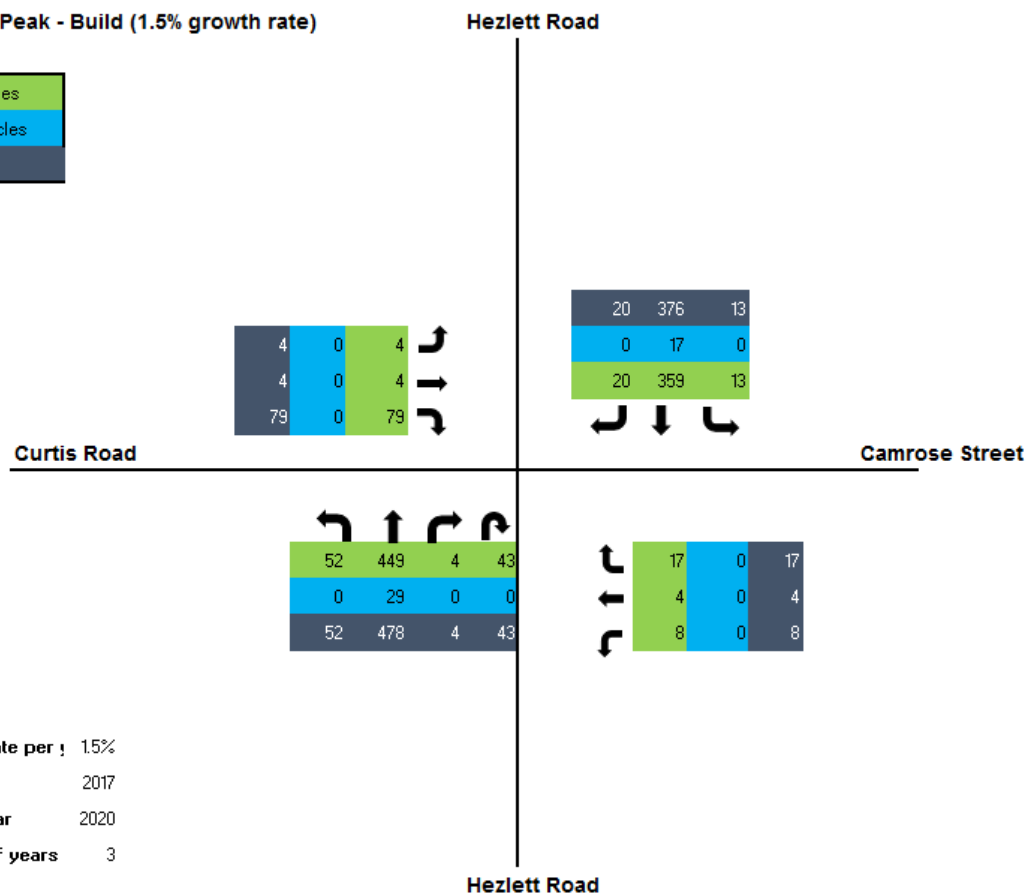 Peak - Build (1.5% growth rate)
Hezlett Road
es
cles
20 376 13
0 17 0
20 359 13
4 0 4
4 0 4
79 0 79
Curtis Road
Camrose Street
52 449 4 43
0 29 0 0
52 478 4 43
17 0 17
4 0 4
8 0 8
ate per y 1.5%
2017
ar 2020
f years 3
Hezlett Road